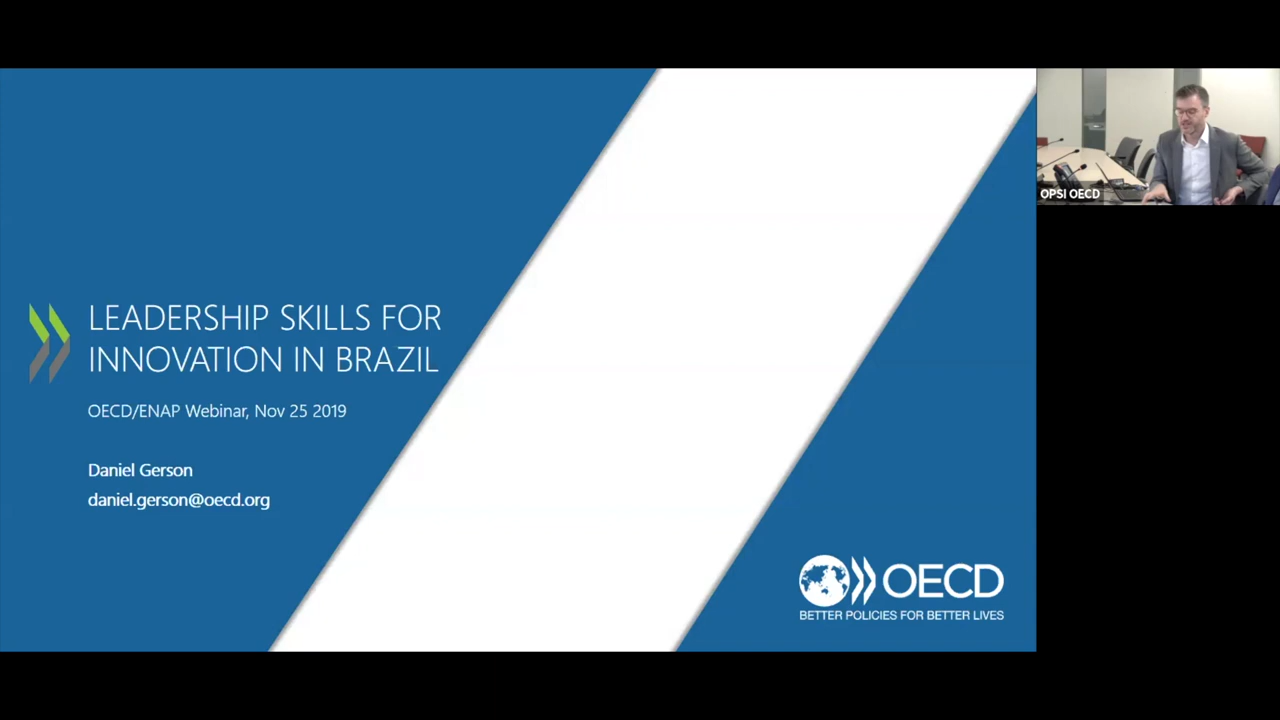 LEADERSHIP SKILLS FOR
INNOVATION IN BRAZIL
OECD/ENAP Webinar, Nov 25 2019
Daniel Gerson
daniel.gerson@oecd.org
OECD
BETTER POLICIES FOR BETTER LIVES
OPSI OECD